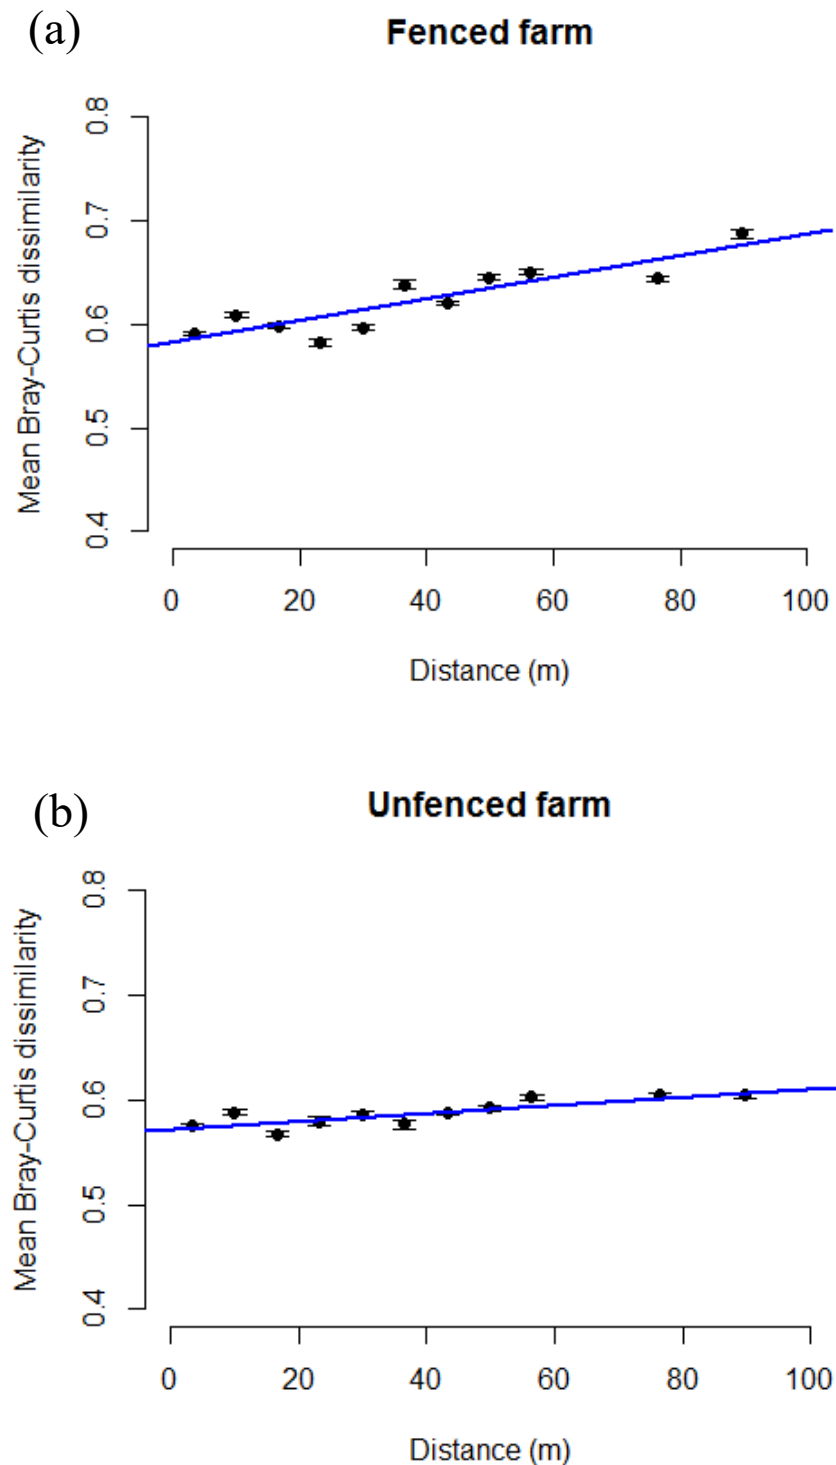 (a)
Fenced farm
Mean Bray-Curtis dissimilarity
0.8
0.7
0.6
0.5
0.4
0 20 40 60 80 100
Distance (m)
(b)
Unfenced farm
Mean Bray-Curtis dissimilarity
0.8
0.7
0.6
0.5
0.4
0 20 40 60 80 100
Distance (m)